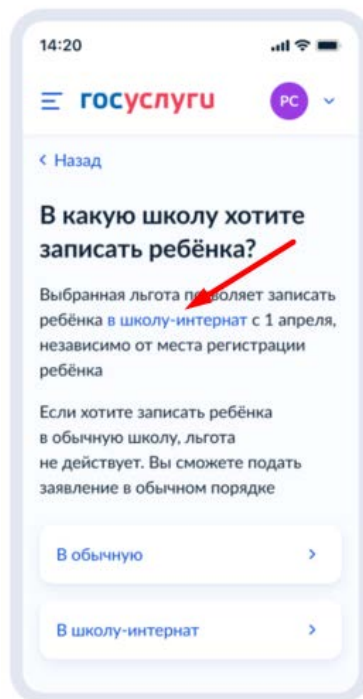 14:20
госуслуги
РС
Назад
В какую школу хотите
записать ребёнка?
Выбранная льгота позволяет записать
ребёнка в школу-интернат с 1 апреля,
независимо от места регистрации
ребёнка
Если хотите записать ребёнка
в обычную школу, льгота
не действует. Вы сможете подать
заявление в обычном порядке
В обычную
В школу-интернат